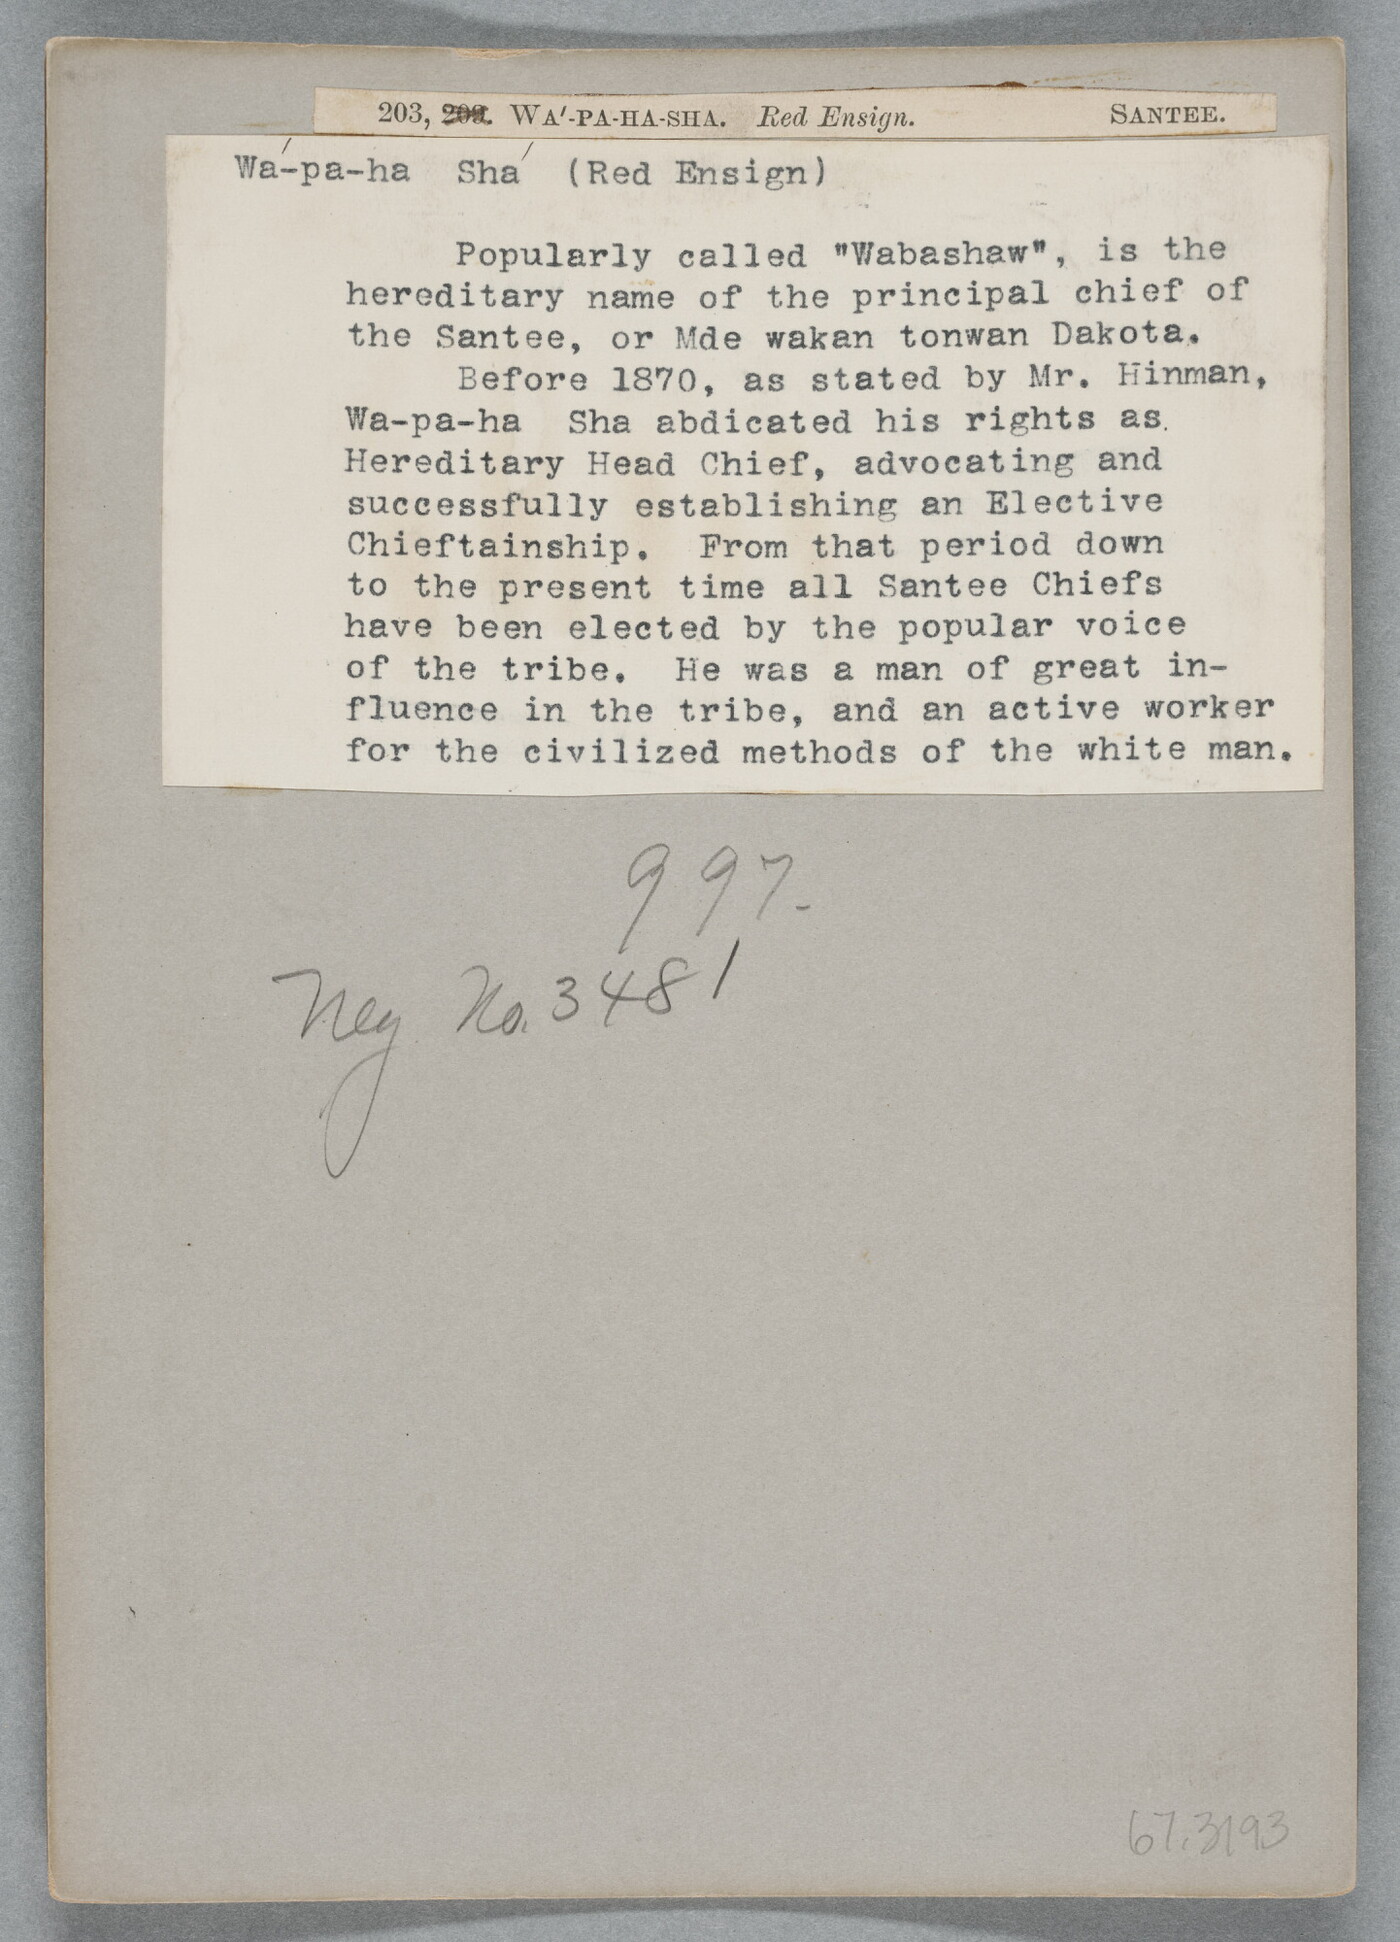 203, 209. WA′-PA-HA-SHA. Red Ensign. SANTEE.
Wá-pa-ha Shá (Red Ensign)
Popularly called "Wabashaw", is the
hereditary name of the principal chief of
the Santee, or Mde wakan tonwan Dakota.
Before 1870, as stated by Mr. Hinman,
Wa-pa-ha Sha abdicated his rights as
Hereditary Head Chief, advocating and
successfully establishing an Elective
Chieftainship. From that period down
to the present time all Santee Chiefs
have been elected by the popular voice
of the tribe. He was a man of great in-
fluence in the tribe, and an active worker
for the civilized methods of the white man.
997-
Neg No. 3481
67.3193